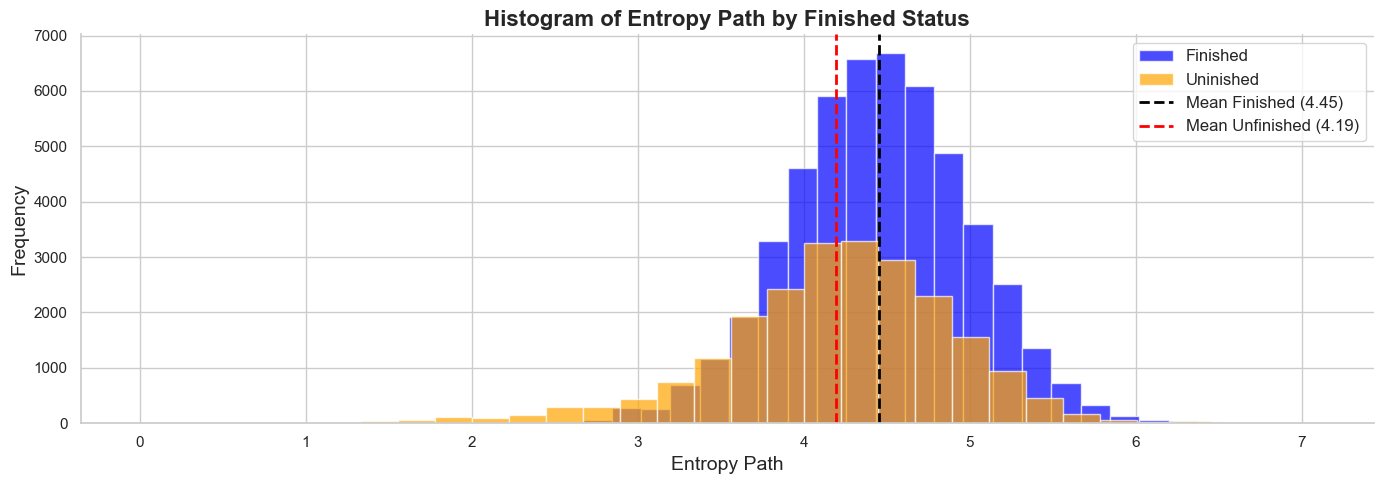 Histogram of Entropy Path by Finished Status
7000
6000
5000
4000
3000
2000
1000
0
Frequency
Finished
Uninished
Mean Finished (4.45)
Mean Unfinished (4.19)
0 1 2 3 4 5 6 7
Entropy Path